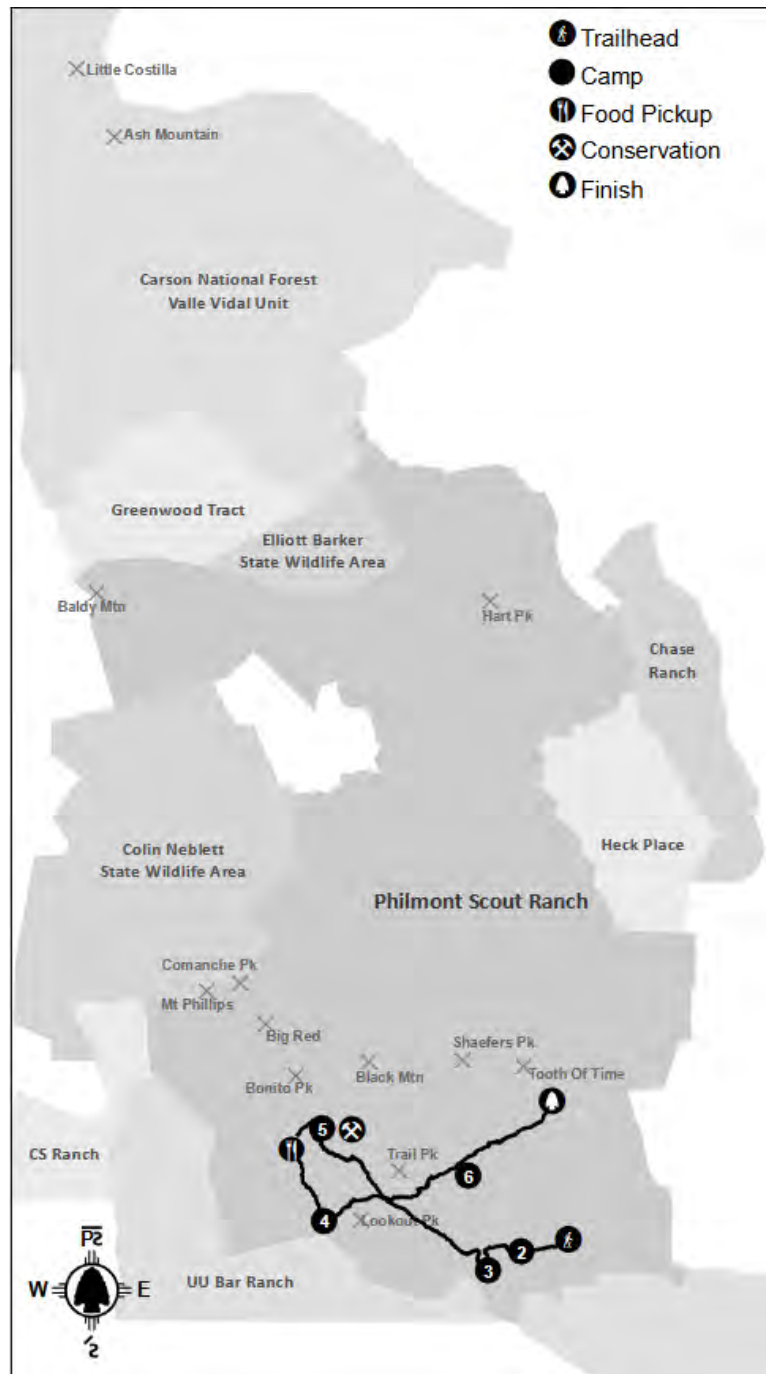 Trailhead
Camp
Food Pickup
Conservation
Finish
Little Costilla
Ash Mountain
Carson National Forest
Valle Vidal Unit
Greenwood Tract
Elliott Barker
State Wildlife Area
Baldy Mtn
Hart Pk
Chase
Ranch
Heck Place
Colin Neblett
State Wildlife Area
Philmont Scout Ranch
Comanche Pk
Mt Phillips
Big Red
Shaefers Pk
Black Mtn
Tooth Of Time
Bonito Pk
5
CS Ranch
Trail Pk
6
4
Lookout Pk
2
3
UU Bar Ranch
W
E